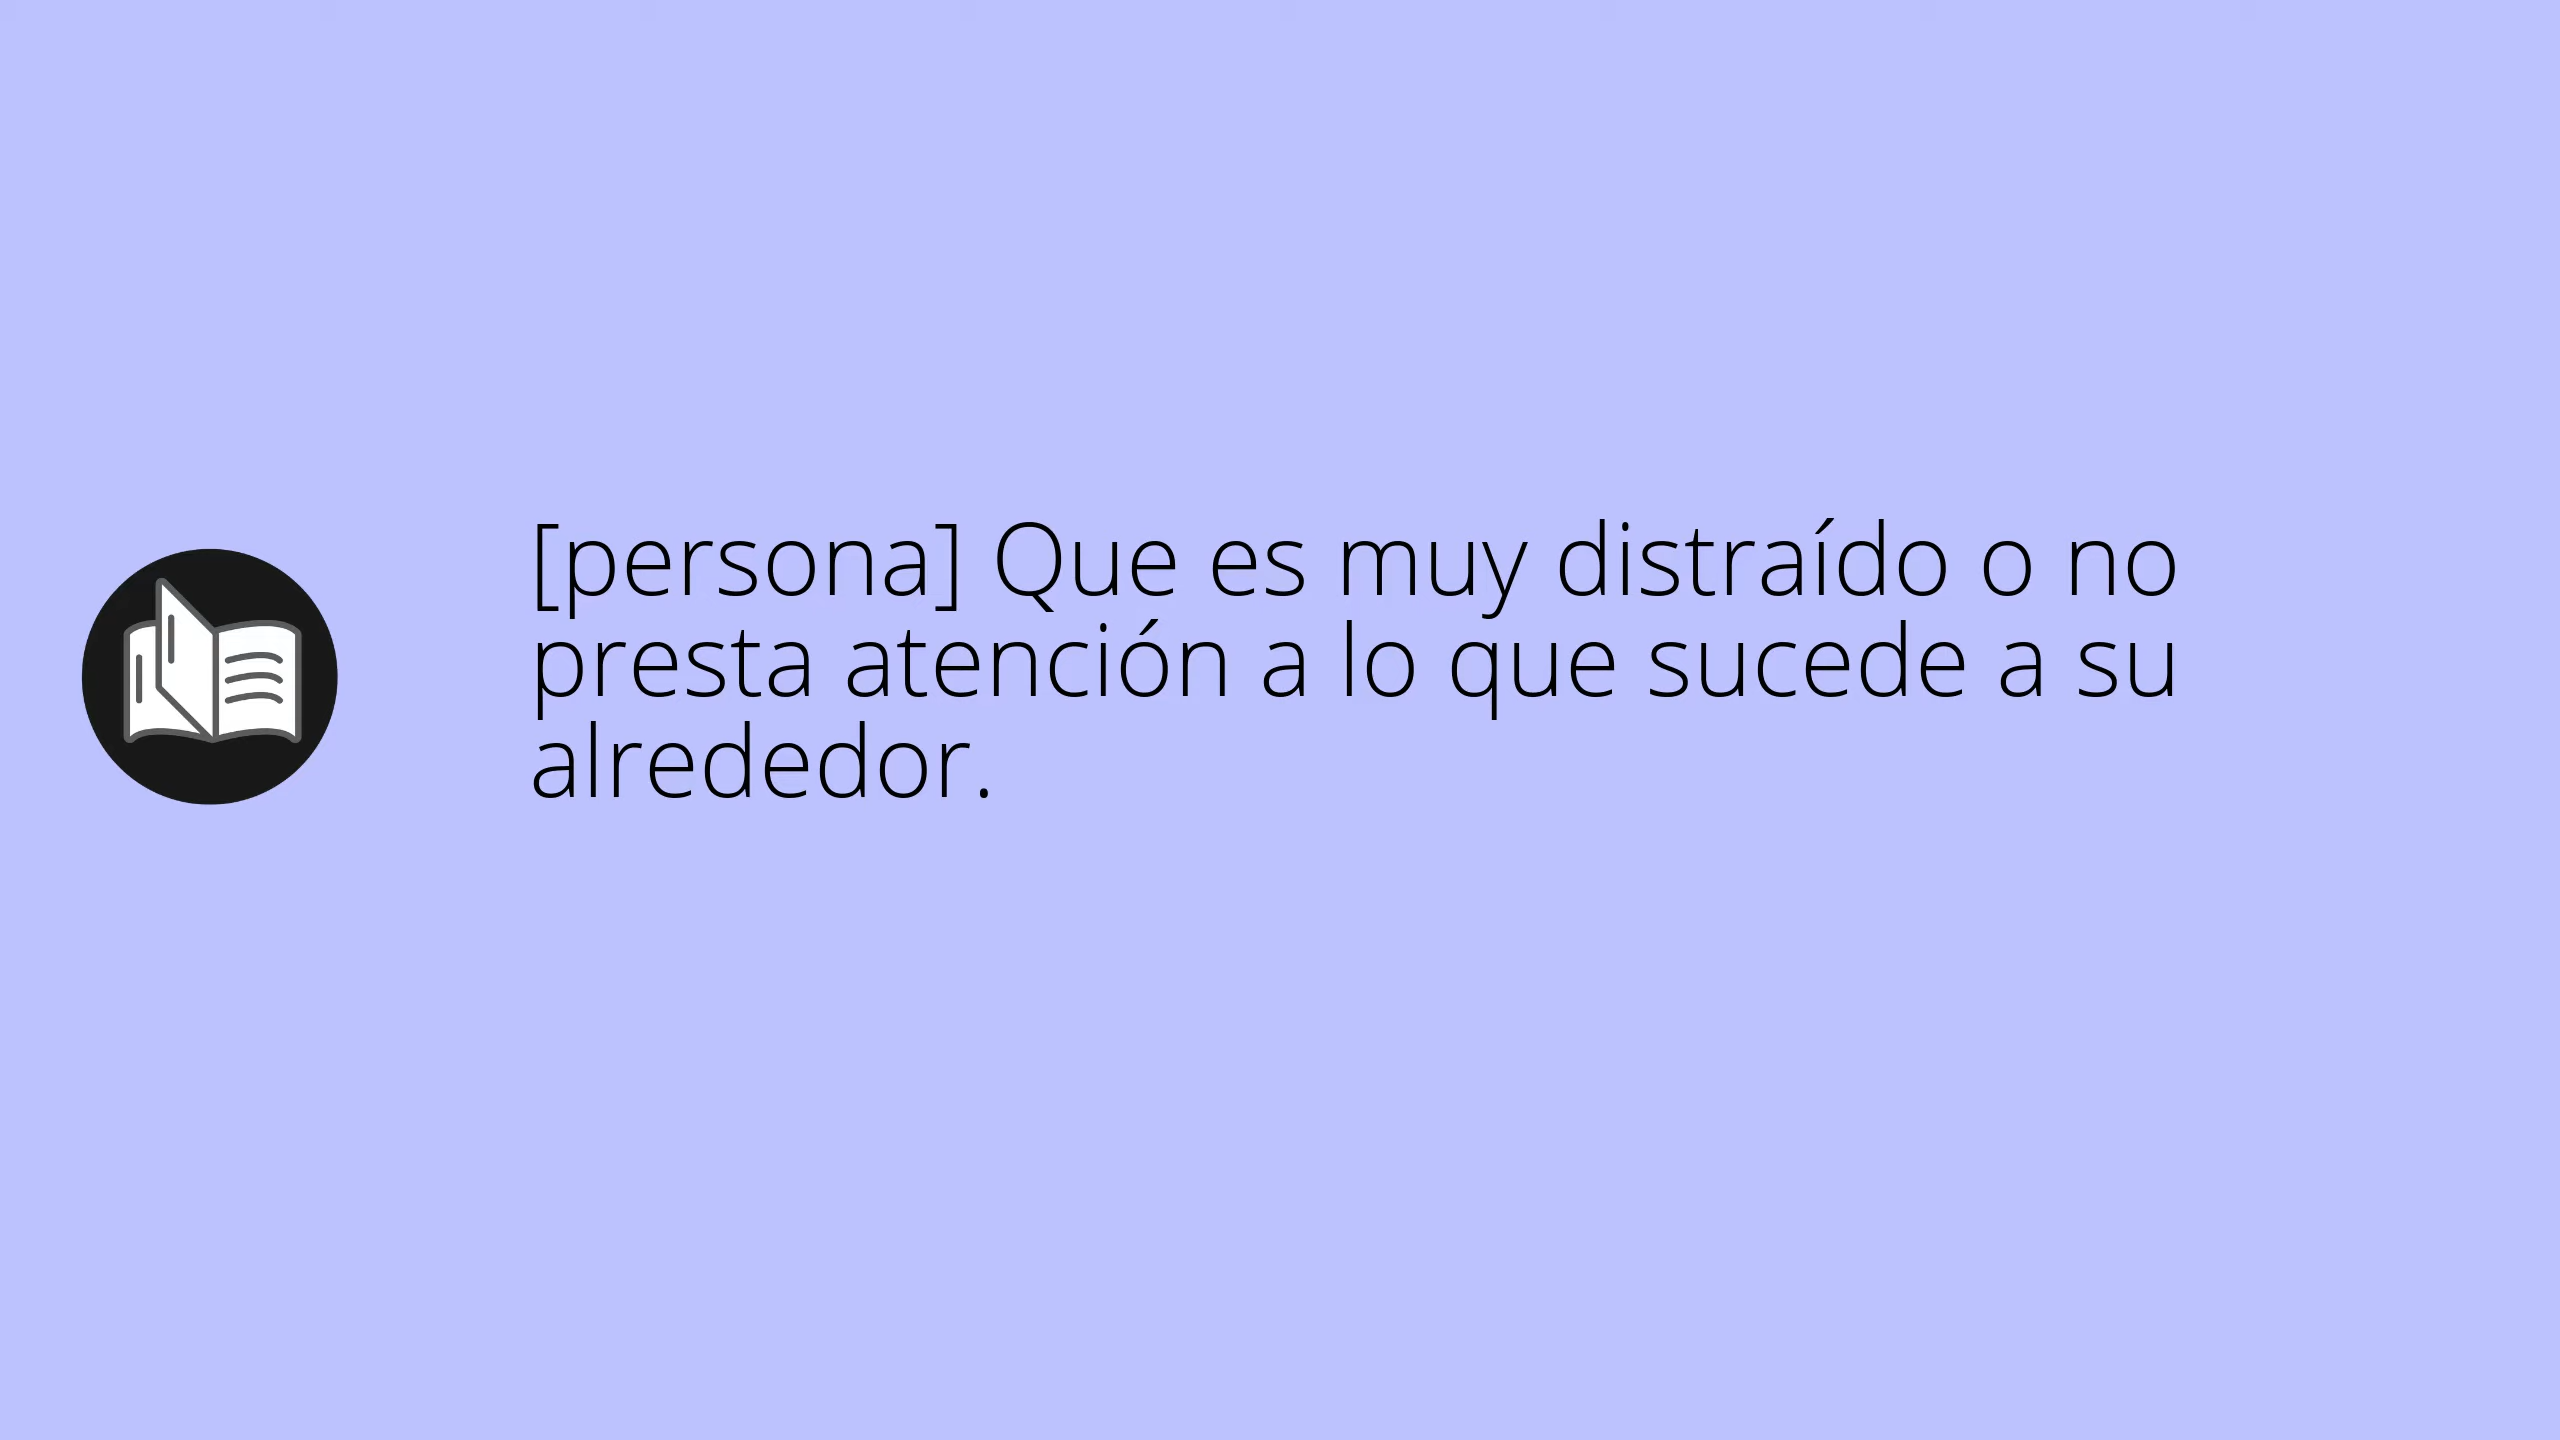 [persona] Que es muy distraído o no
presta atención a lo que sucede a su
alrededor.